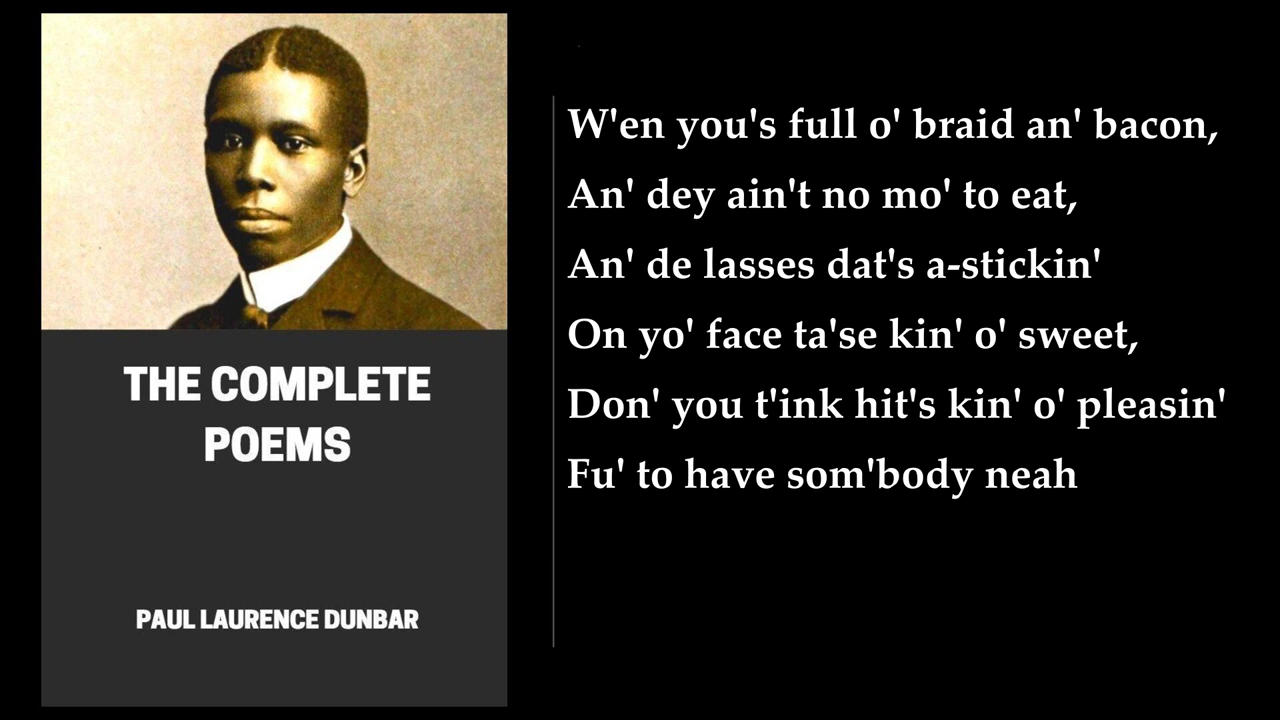 THE COMPLETE
POEMS
PAUL LAURENCE DUNBAR
W'en you's full o' braid an' bacon,
An' dey ain't no mo' to eat,
An' de lasses dat's a-stickin'
On yo' face ta'se kin' o' sweet,
Don' you t'ink hit's kin' o' pleasin'
Fu' to have som'body neah